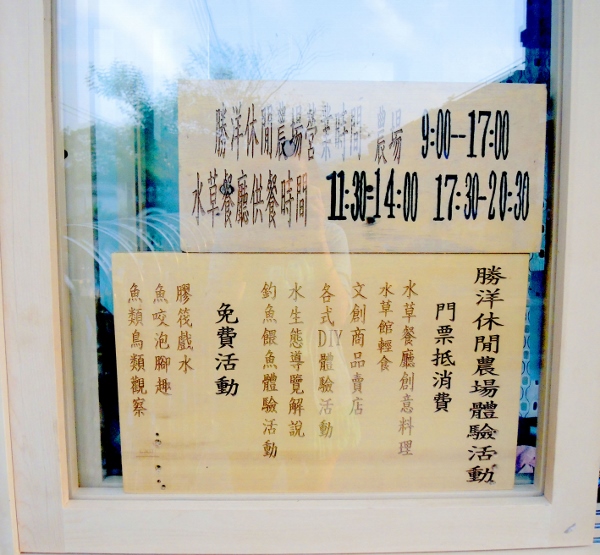 勝洋休閒農場營業時間 農場 9:00-17:00
水草餐廳供餐時間 11:30-14:00 17:30-20:30
勝洋休閒農場體驗活動
門票抵消費
水草餐廳創意料理
水草館輕食
文創商品賣店
各式DIY體驗活動
水生態導覽解說
釣魚餵魚體驗活動
免費活動
膠筏戲水
魚咬泡腳趣
魚類鳥類觀察